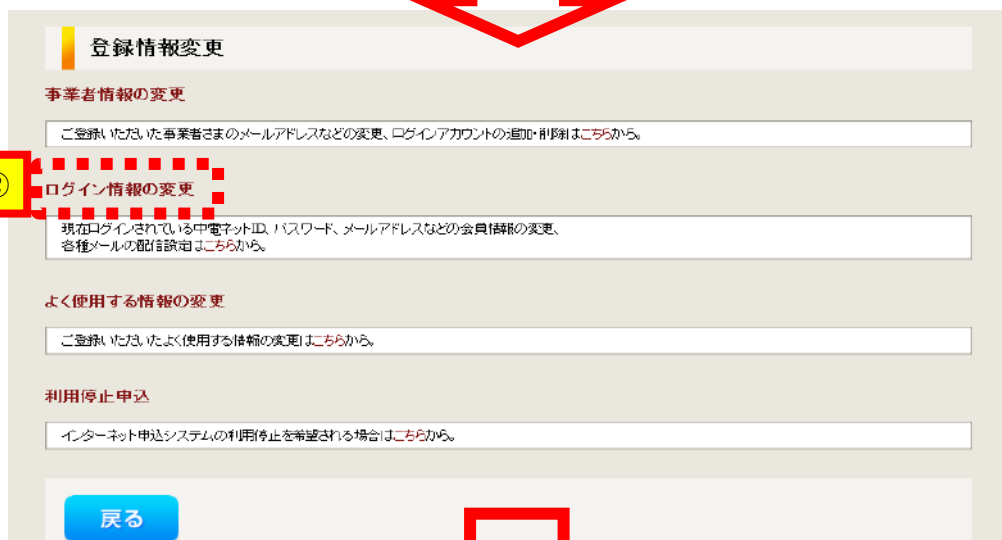 登録情報変更
事業者情報の変更
ご登録いただいた事業者さまのメールアドレスなどの変更、ログインアカウントの追加・削除はこちらから。
②
ログイン情報の変更
現在ログインされている中電ネットID、パスワード、メールアドレスなどの会員情報の変更、
各種メールの配信設定はこちらから。
よく使用する情報の変更
ご登録いただいたよく使用する情報の変更はこちらから。
利用停止申込
インターネット申込システムの利用停止を希望される場合はこちらから。
戻る